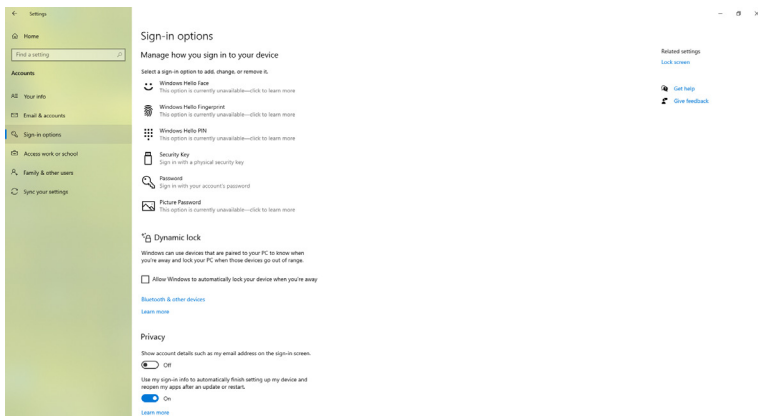 Settings
Home
Find a setting
Accounts
Your info
Email & accounts
Sign-in options
Access work or school
Family & other users
Sync your settings
Sign-in options
Manage how you sign in to your device
Select a sign-in option to add, change, or remove it.
Windows Hello Face
This option is currently unavailable—click to learn more
Windows Hello Fingerprint
This option is currently unavailable—click to learn more
Windows Hello PIN
This option is currently unavailable—click to learn more
Security Key
Sign in with a physical security key
Password
Sign in with your account's password
Picture Password
This option is currently unavailable—click to learn more
Dynamic lock
Windows can use devices that are paired to your PC to know when
you're away and lock your PC when those devices go out of range.
Allow Windows to automatically lock your device when you're away
Bluetooth & other devices
Learn more
Privacy
Show account details such as my email address on the sign-in screen.
Off
Use my sign-in info to automatically finish setting up my device and
reopen my apps after an update or restart.
On
Learn more
Related settings
Lock screen
Get help
Give feedback